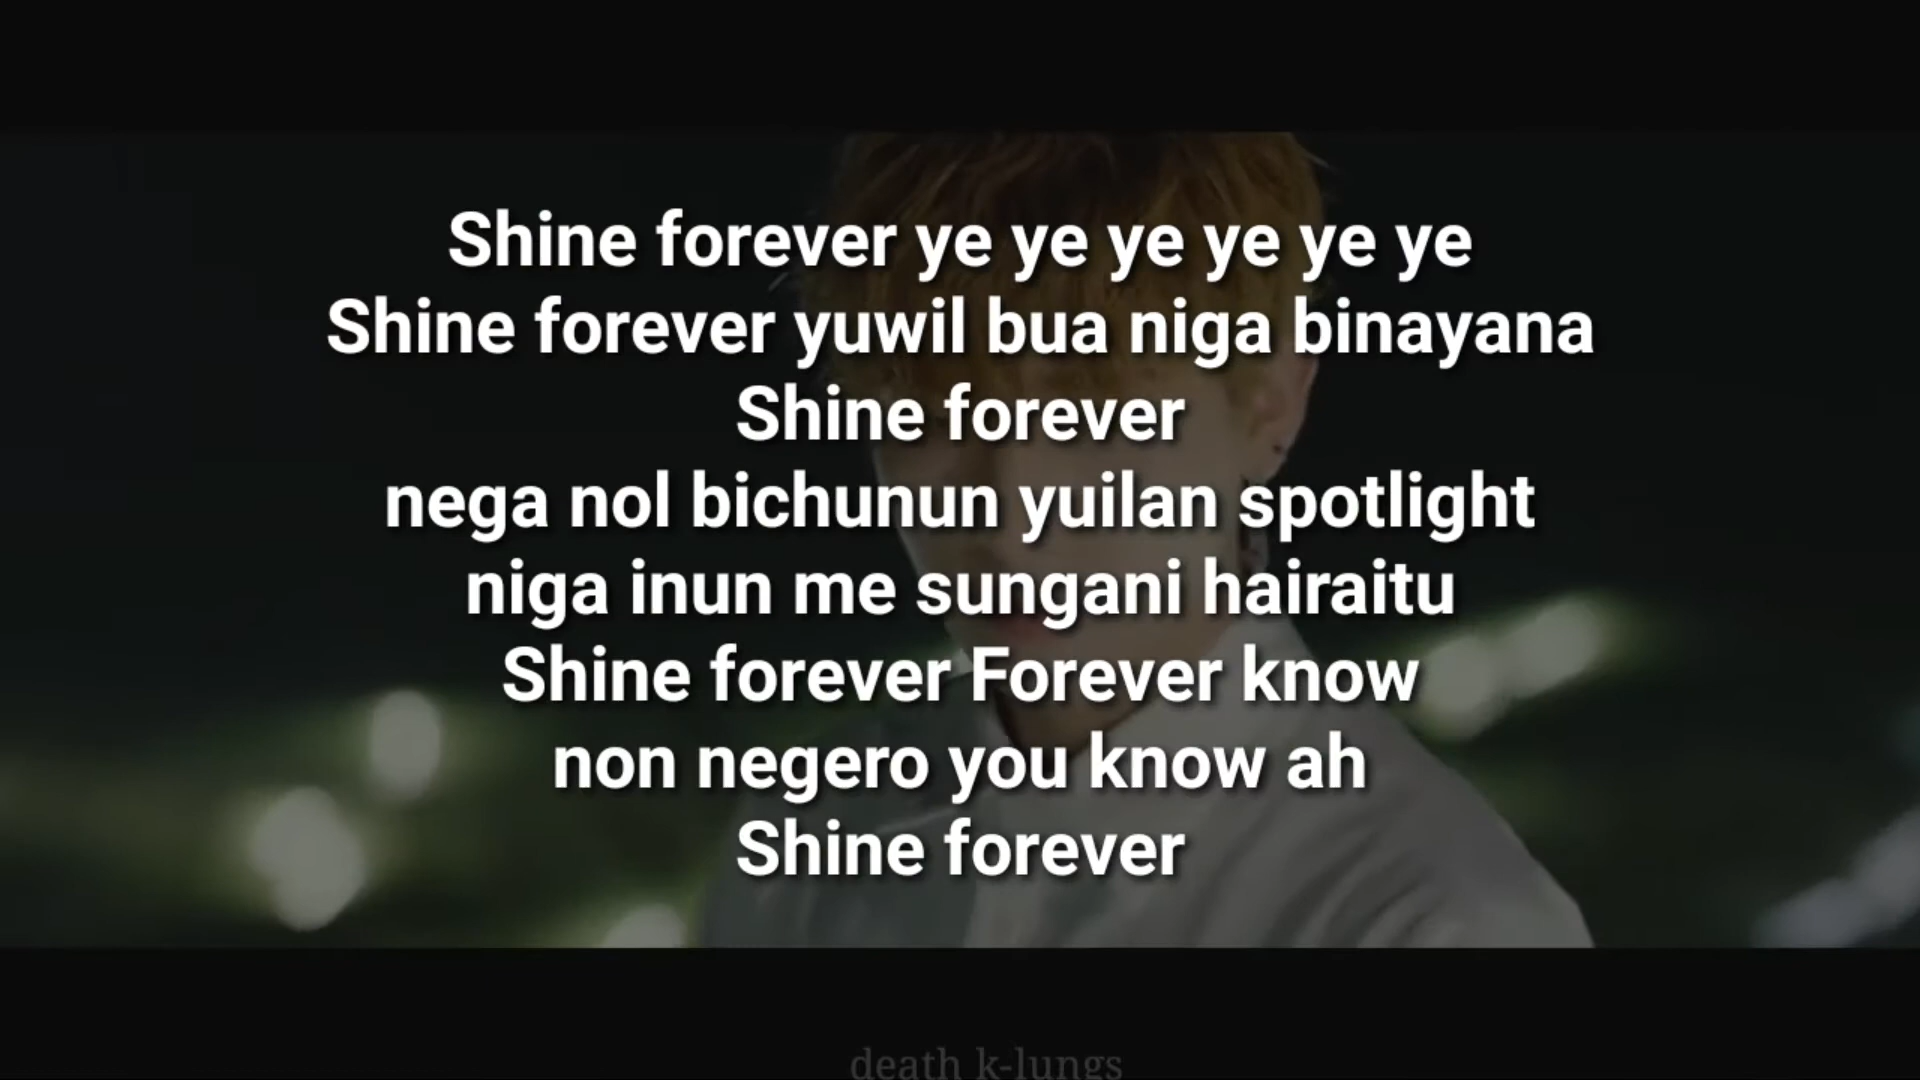 Shine forever ye ye ye ye ye ye
Shine forever yuwil bua niga binayana
Shine forever
nega nol bichunun yuilan spotlight
niga inun me sungani hairaitu
Shine forever Forever know
non negero you know ah
Shine forever
death k-lungs